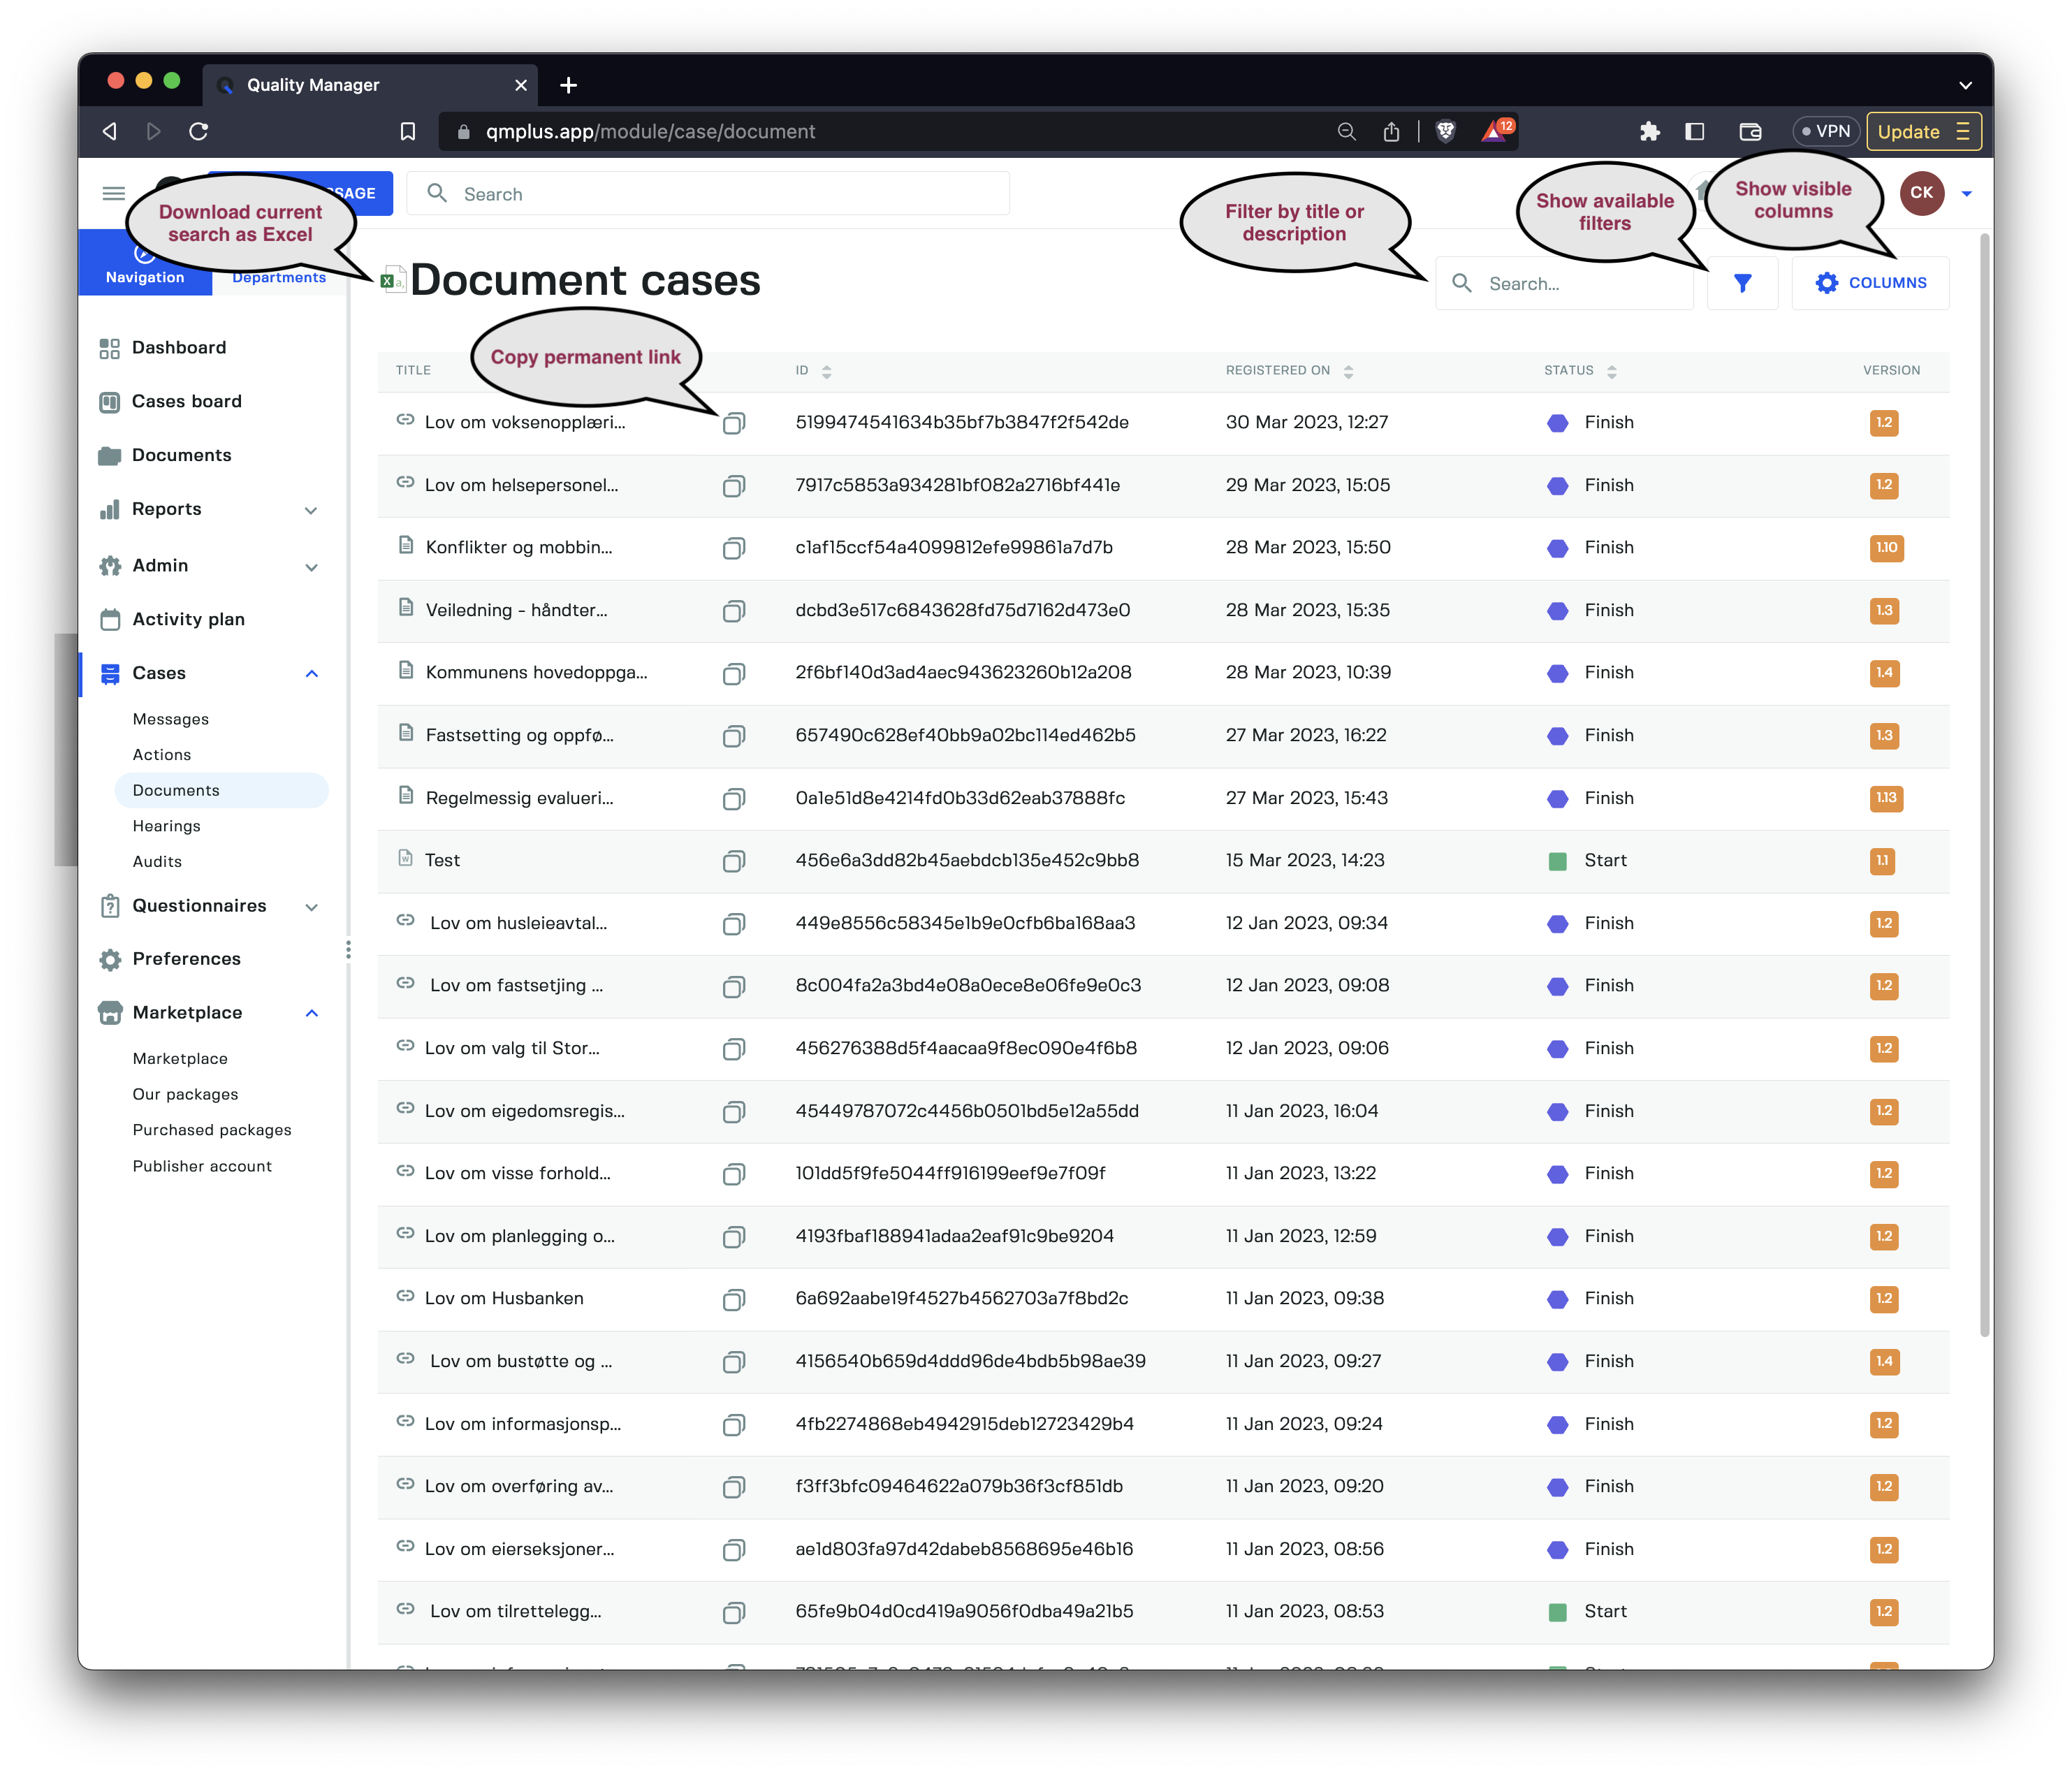 Quality Manager
qmplus.app/module/case/document
12
VPN
Update
SAGE
Search
CK
Download current
search as Excel
Filter by title or
description
Show available
filters
Show visible
columns
Navigation
Departments
Document cases
Search...
COLUMNS
Copy permanent link
Dashboard
Cases board
Documents
Reports
Admin
Activity plan
Cases
Messages
Actions
Documents
Hearings
Audits
Questionnaires
Preferences
Marketplace
Marketplace
Our packages
Purchased packages
Publisher account
TITLE ID REGISTERED ON STATUS VERSION
Lov om voksenopplæri... 5199474541634b35bf7b3847f2f542de 30 Mar 2023, 12:27 Finish 1.2
Lov om helsepersonel... 7917c5853a934281bf082a2716bf441e 29 Mar 2023, 15:05 Finish 1.2
Konflikter og mobbin... c1af15ccf54a4099812efe99861a7d7b 28 Mar 2023, 15:50 Finish 1.10
Veiledning - håndter... dcbd3e517c6843628fd75d7162d473e0 28 Mar 2023, 15:35 Finish 1.3
Kommunens hovedoppga... 2f6bf140d3ad4aec943623260b12a208 28 Mar 2023, 10:39 Finish 1.4
Fastsetting og oppfø... 657490c628ef40bb9a02bc114ed462b5 27 Mar 2023, 16:22 Finish 1.3
Regelmessig evalueri... 0a1e51d8e4214fd0b33d62eab37888fc 27 Mar 2023, 15:43 Finish 1.13
Test 456e6a3dd82b45aebdcb135e452c9bb8 15 Mar 2023, 14:23 Start 1.1
Lov om husleieavtal... 449e8556c58345e1b9e0cfb6ba168aa3 12 Jan 2023, 09:34 Finish 1.2
Lov om fastsetjing ... 8c004fa2a3bd4e08a0ece8e06fe9e0c3 12 Jan 2023, 09:08 Finish 1.2
Lov om valg til Stor... 456276388d5f4aacaa9f8ec090e4f6b8 12 Jan 2023, 09:06 Finish 1.2
Lov om eigedomsregis... 45449787072c4456b0501bd5e12a55dd 11 Jan 2023, 16:04 Finish 1.2
Lov om visse forhold... 101dd5f9fe5044ff916199eef9e7f09f 11 Jan 2023, 13:22 Finish 1.2
Lov om planlegging o... 4193fbaf188941adaa2eaf91c9be9204 11 Jan 2023, 12:59 Finish 1.2
Lov om Husbanken 6a692aabe19f4527b4562703a7f8bd2c 11 Jan 2023, 09:38 Finish 1.2
Lov om bustøtte og ... 4156540b659d4ddd96de4bdb5b98ae39 11 Jan 2023, 09:27 Finish 1.4
Lov om informasjonsp... 4fb2274868eb4942915deb12723429b4 11 Jan 2023, 09:24 Finish 1.2
Lov om overføring av... f3ff3bfc09464622a079b36f3cf851db 11 Jan 2023, 09:20 Finish 1.2
Lov om eierseksjoner... ae1d803fa97d42dabeb8568695e46b16 11 Jan 2023, 08:56 Finish 1.2
Lov om tilrettelegg... 65fe9b04d0cd419a9056f0dba49a21b5 11 Jan 2023, 08:53 Start 1.2